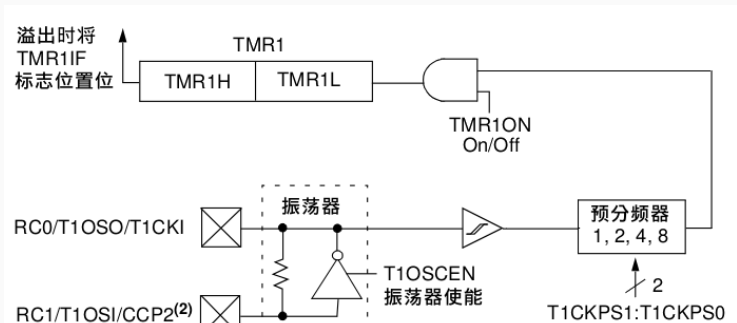 溢出时将
TMR1IF
标志位置位
TMR1
TMR1H
TMR1L
TMR1ON
On/Off
振荡器
RC0/T1OSO/T1CKI
预分频器
1, 2, 4, 8
T1OSCEN
振荡器使能
2
RC1/T1OSI/CCP2(2)
T1CKPS1:T1CKPS0